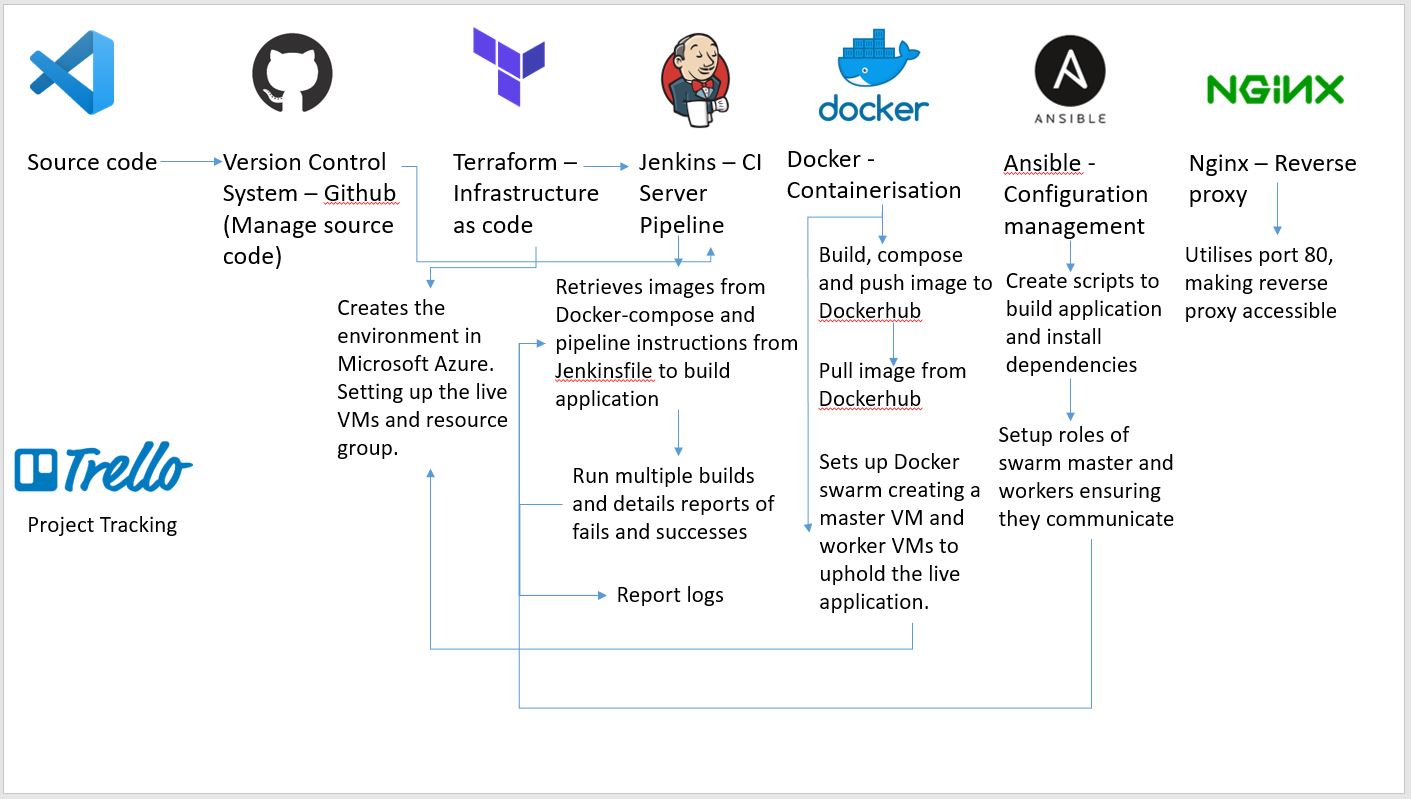 docker
ANSIBLE
NGINX
Source code
Version Control
System – Github
(Manage source
code)
Terraform –
Infrastructure
as code
Jenkins – CI
Server
Pipeline
Docker -
Containerisation
Ansible -
Configuration
management
Nginx – Reverse
proxy
Creates the
environment in
Microsoft Azure.
Setting up the live
VMs and resource
group.
Retrieves images from
Docker-compose and
pipeline instructions from
Jenkinsfile to build
application
Run multiple builds
and details reports of
fails and successes
Report logs
Build, compose
and push image to
Dockerhub
Pull image from
Dockerhub
Sets up Docker
swarm creating a
master VM and
worker VMs to
uphold the live
application.
Create scripts to
build application
and install
dependencies
Setup roles of
swarm master and
workers ensuring
they communicate
Utilises port 80,
making reverse
proxy accessible
Trello
Project Tracking